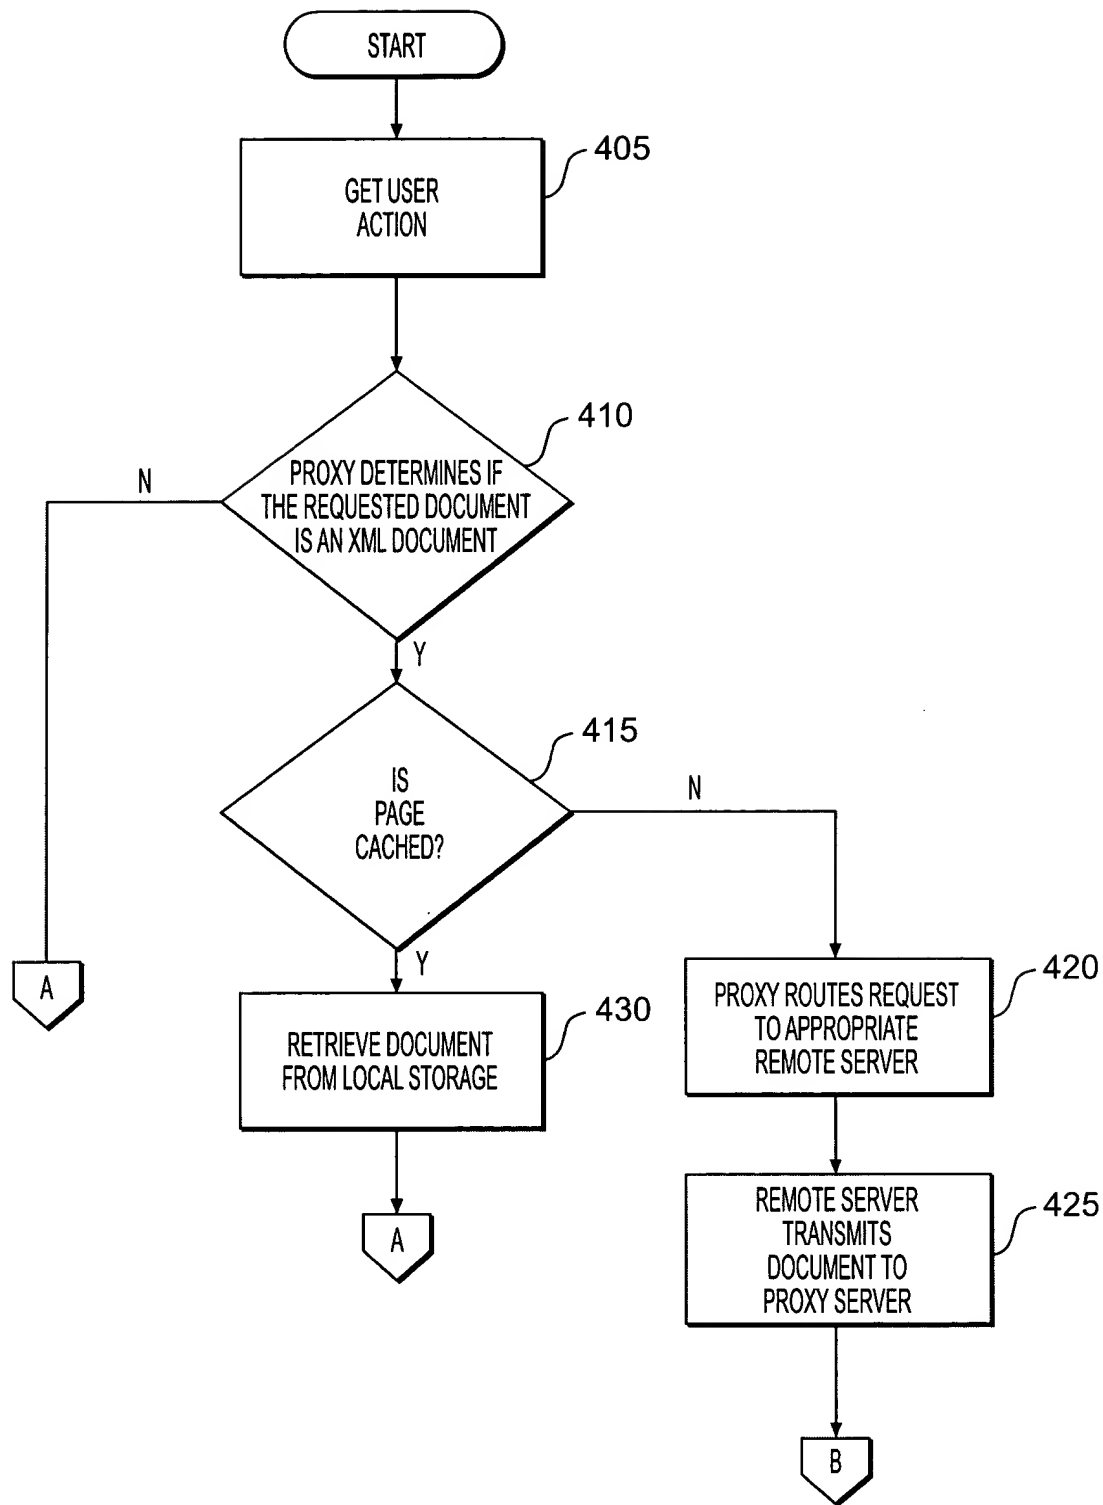 START
405
GET USER
ACTION
410
N
PROXY DETERMINES IF
THE REQUESTED DOCUMENT
IS AN XML DOCUMENT
Y
415
IS
PAGE
CACHED?
N
Y
A
430
RETRIEVE DOCUMENT
FROM LOCAL STORAGE
A
420
PROXY ROUTES REQUEST
TO APPROPRIATE
REMOTE SERVER
425
REMOTE SERVER
TRANSMITS
DOCUMENT TO
PROXY SERVER
B